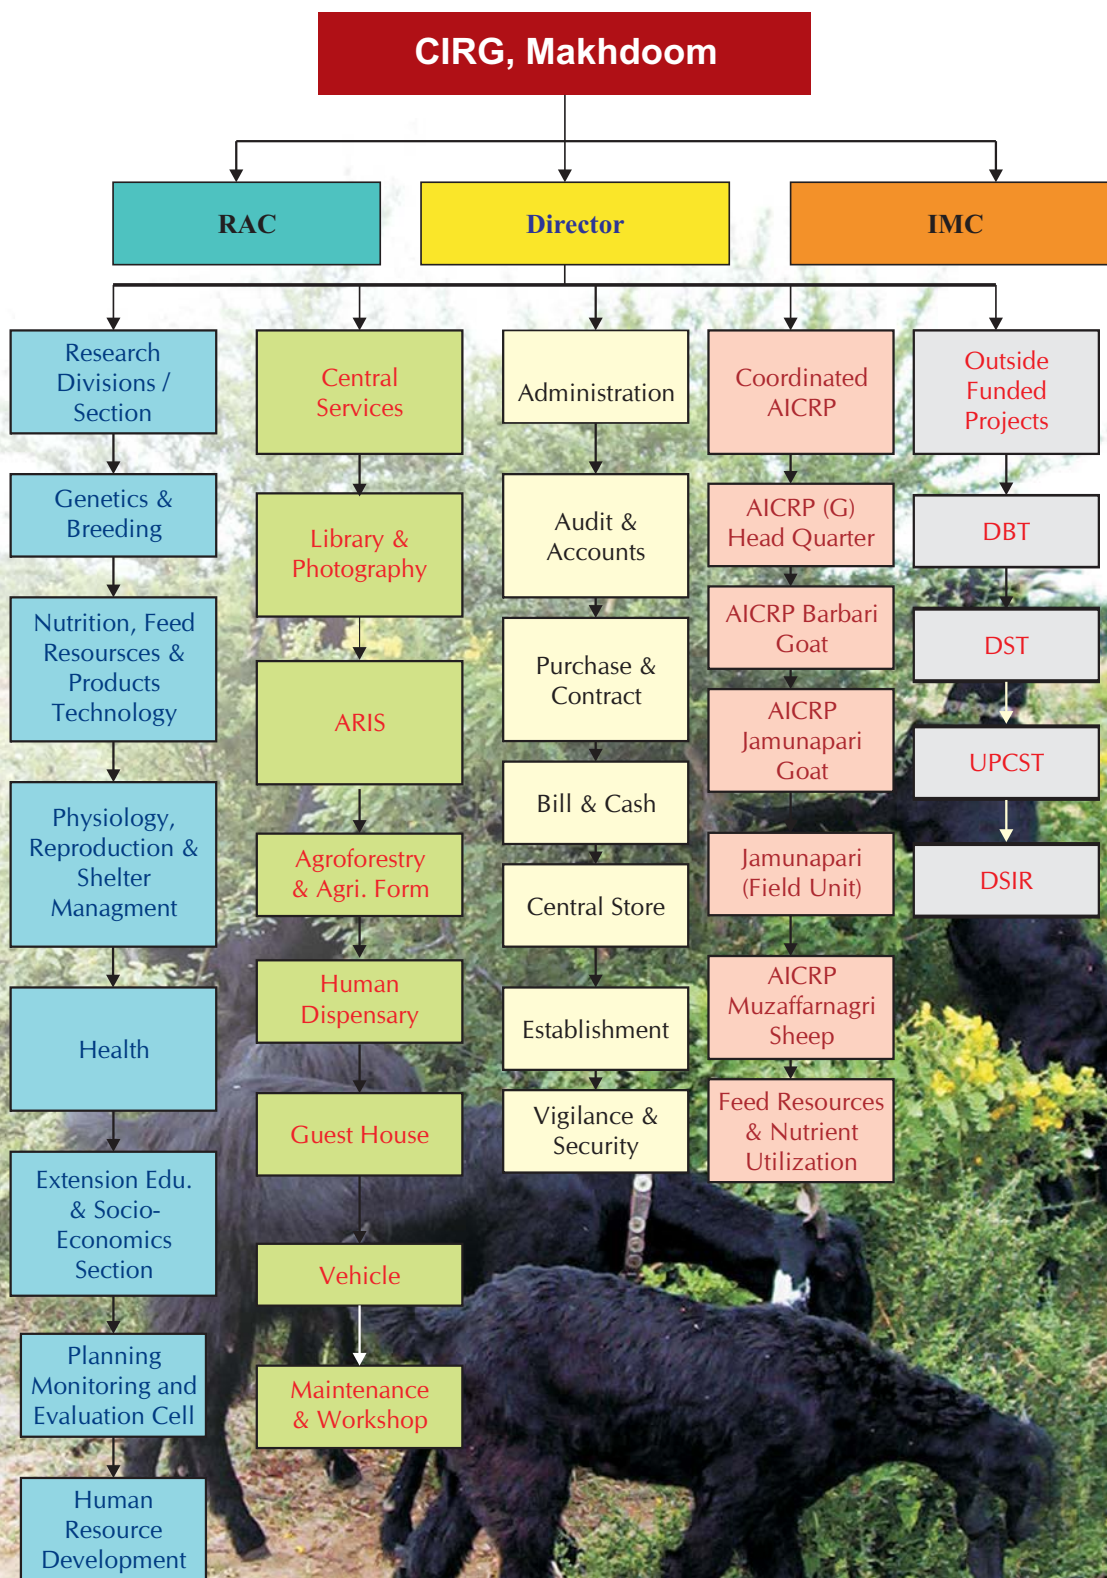 CIRG, Makhdoom
RAC
Director
IMC
Research
Divisions /
Section
Genetics &
Breeding
Nutrition, Feed
Resoursces &
Products
Technology
Physiology,
Reproduction &
Shelter
Managment
Health
Extension Edu.
& Socio-
Economics
Section
Planning
Monitoring and
Evaluation Cell
Human
Resource
Development
Central
Services
Library &
Photography
ARIS
Agroforestry
& Agri. Form
Human
Dispensary
Guest House
Vehicle
Maintenance
& Workshop
Administration
Audit &
Accounts
Purchase &
Contract
Bill & Cash
Central Store
Establishment
Vigilance &
Security
Coordinated
AICRP
AICRP (G)
Head Quarter
AICRP Barbari
Goat
AICRP
Jamunapari
Goat
Jamunapari
(Field Unit)
AICRP
Muzaffarnagri
Sheep
Feed Resources
& Nutrient
Utilization
Outside
Funded
Projects
DBT
DST
UPCST
DSIR